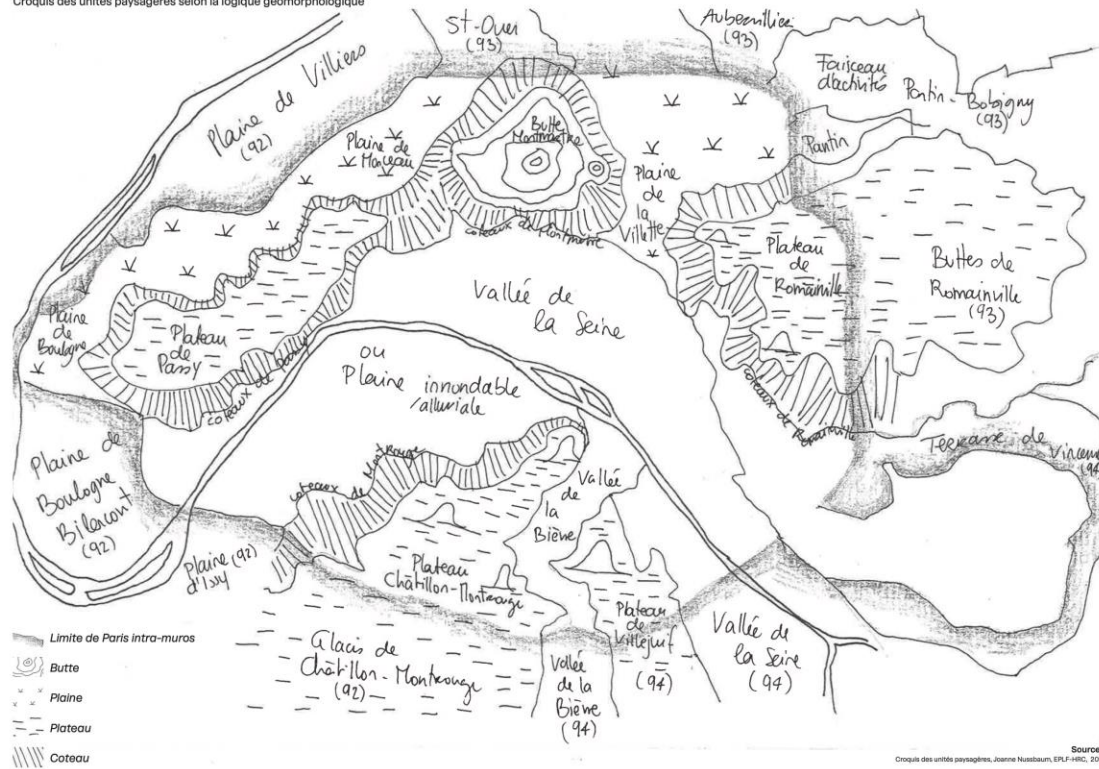 Croquis des unités paysagères selon la logique géomorphologique
St-Ouen
(93)
Aubervilliers
(93)
Faisceau
d'activités
Pantin - Bobigny
(93)
Plaine de Villiers
(92)
Pantin
Butte
Montmartre
Plaine de
Monceau
Plaine
de
la
Villette
coteaux de Montmartre
Plateau
de
Romainville
Buttes de
Romainville
(93)
Vallée de
la Seine
Plaine
de
Boulogne
Plateau
de
Passy
coteaux de
ou
Plaine innondable
/alluviale
coteaux de Romainville
Terrasse de
Vincennes
(94)
Plaine de
Boulogne
Bilancourt
(92)
coteaux de Montrouge
Vallée
de
la
Bièvre
Plaine (92)
d'Issy
Plateau
Châtillon-Montrouge
Plateau
de
Villejuif
(94)
Vallée de
la Seine
(94)
Glacis de
Châtillon-Montrouge
(92)
Vallée
de la
Bièvre
(94)
Limite de Paris intra-muros
Butte
Plaine
Plateau
Coteau
Source
Croquis des unités paysagères, Joanne Nussbaum, EPLF-HRC, 20